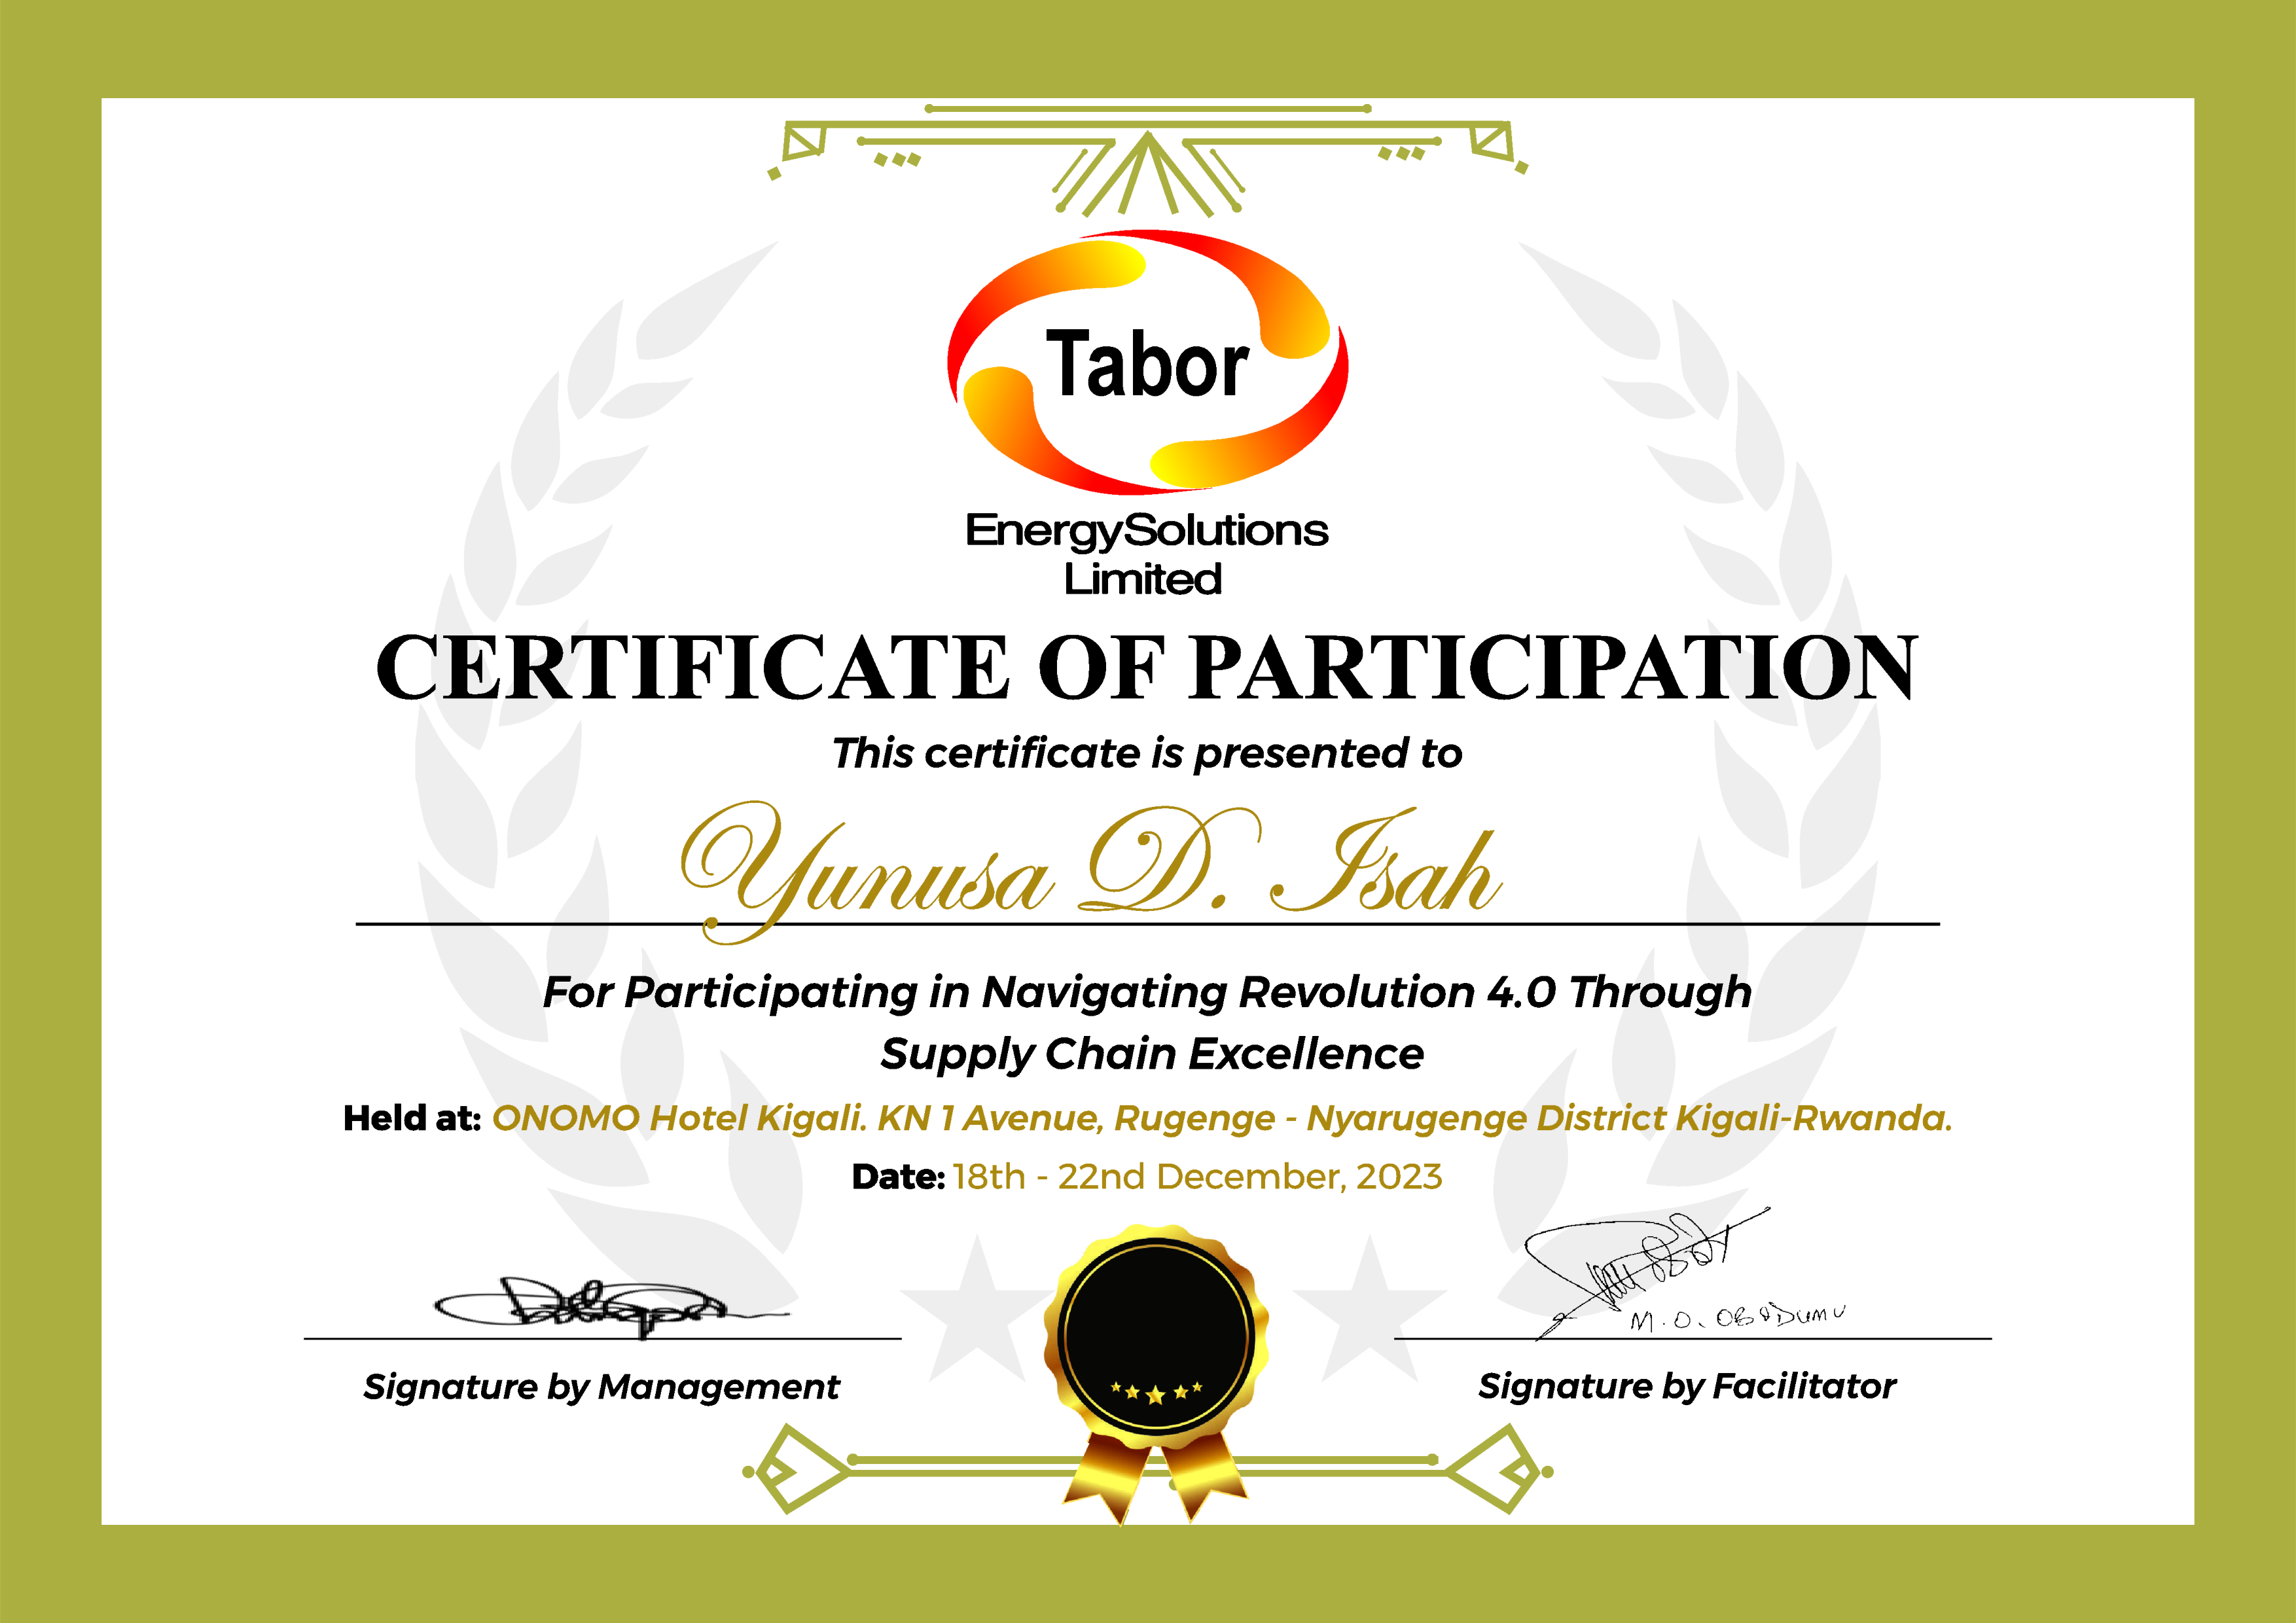 Tabor
EnergySolutions
Limited
CERTIFICATE OF PARTICIPATION
This certificate is presented to
Yunusa D. Isah
For Participating in Navigating Revolution 4.0 Through
Supply Chain Excellence
Held at: ONOMO Hotel Kigali. KN 1 Avenue, Rugenge - Nyarugenge District Kigali-Rwanda.
Date: 18th - 22nd December, 2023
M.O. OBADUMU
Signature by Management
Signature by Facilitator